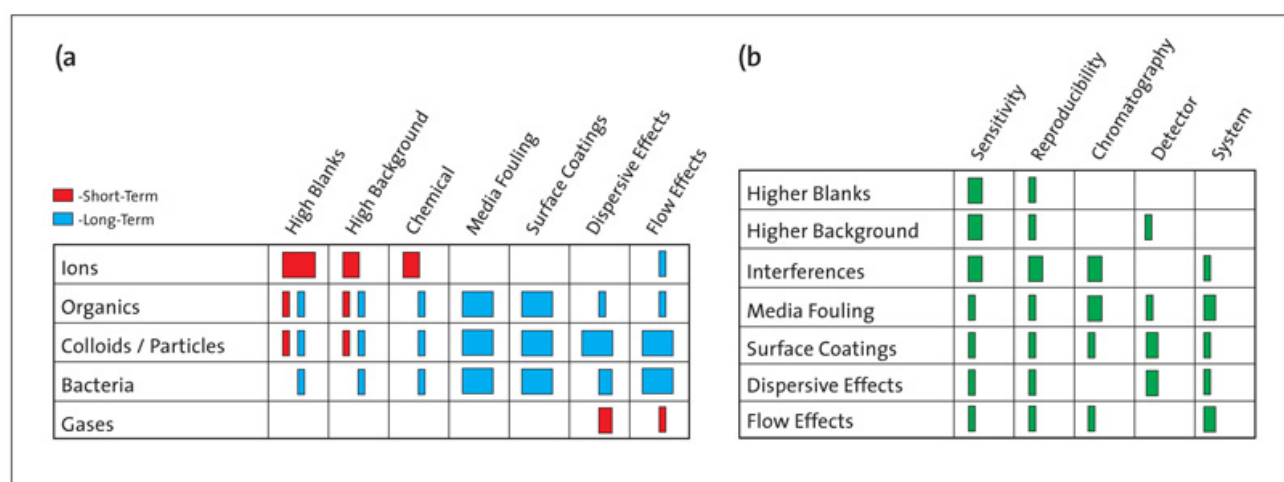 (a
-Short-Term
-Long-Term
High Blanks
High Background
Chemical
Media Fouling
Surface Coatings
Dispersive Effects
Flow Effects
Ions
Organics
Colloids / Particles
Bacteria
Gases
(b
Sensitivity
Reproducibility
Chromatography
Detector
System
Higher Blanks
Higher Background
Interferences
Media Fouling
Surface Coatings
Dispersive Effects
Flow Effects